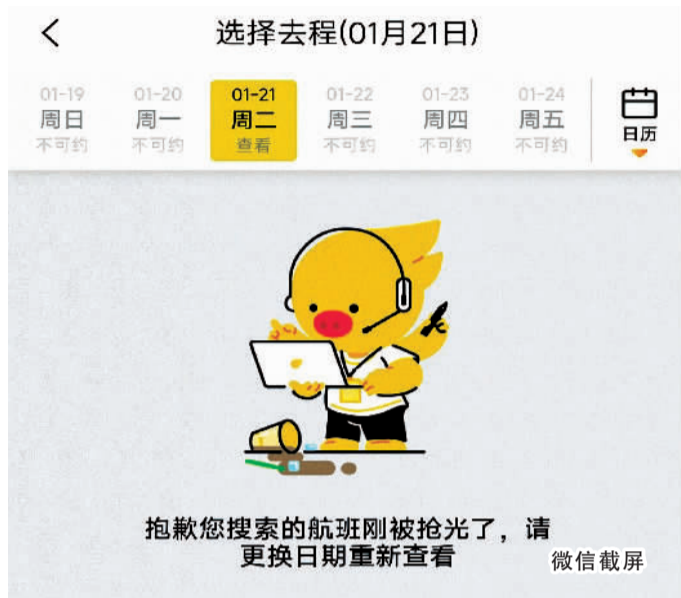 选择去程(01月21日)
01-19 01-20 01-21 01-22 01-23 01-24
周日 周一 周二 周三 周四 周五 日历
不可约 不可约 查看 不可约 不可约 不可约
抱歉您搜索的航班刚被抢光了，请
更换日期重新查看
微信截屏